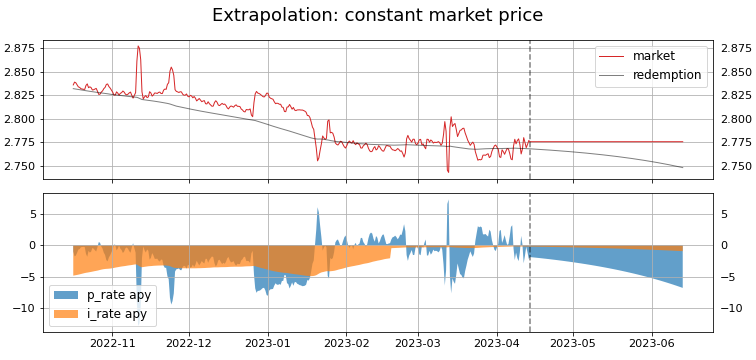 Extrapolation: constant market price
2.875 2.875
2.850 2.850
2.825 2.825
2.800 2.800
2.775 2.775
2.750 2.750
market
redemption
5 5
0 0
−5 −5
−10 −10
p_rate apy
i_rate apy
2022-11 2022-12 2023-01 2023-02 2023-03 2023-04 2023-05 2023-06